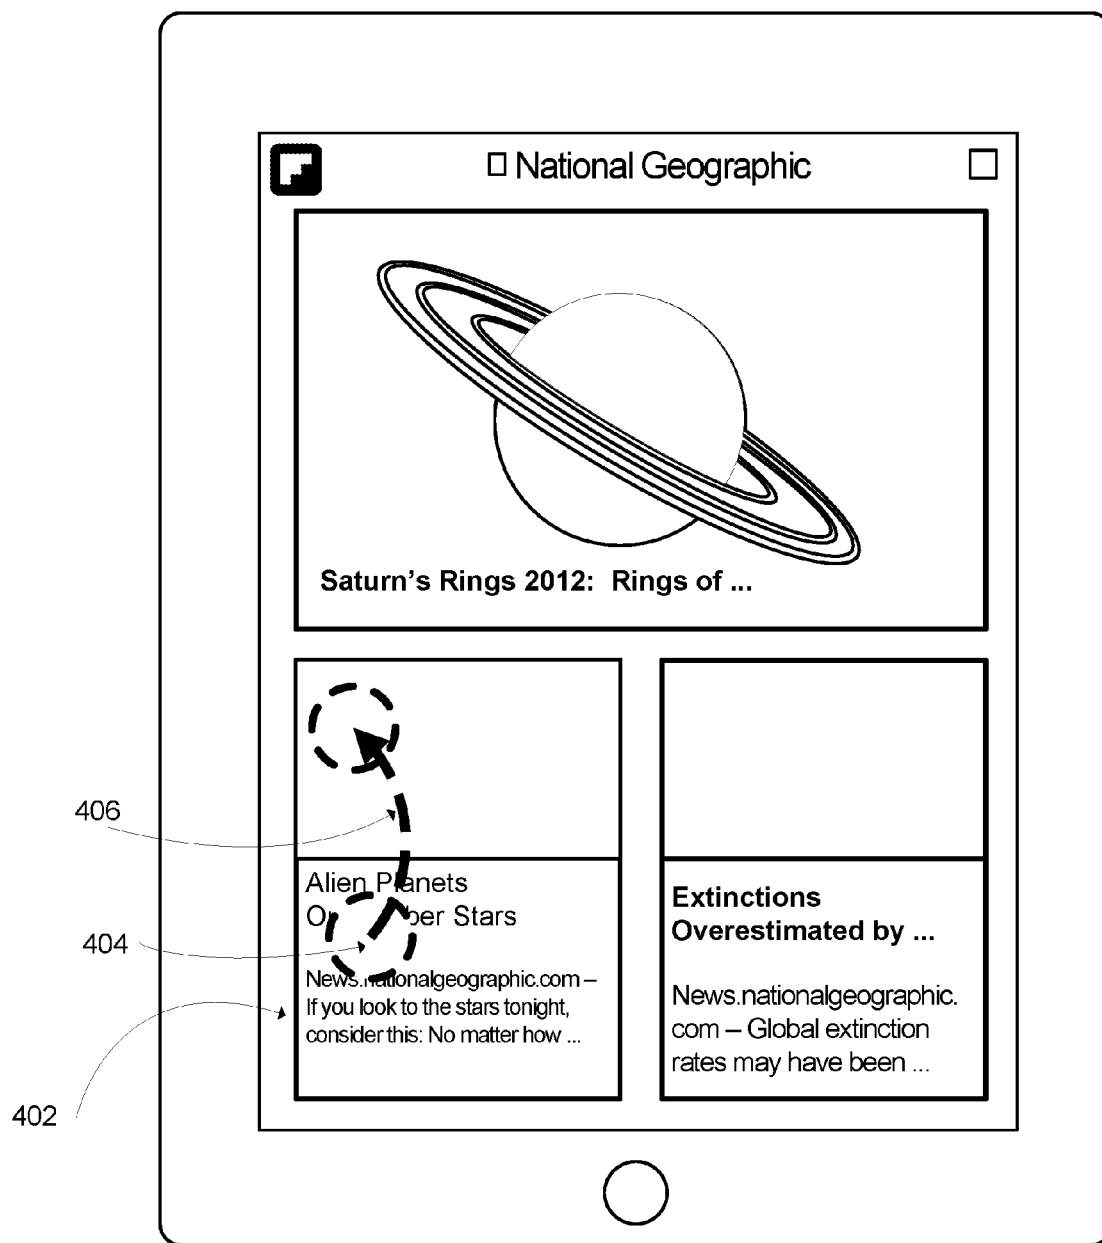 National Geographic
Saturn's Rings 2012: Rings of ...
406
Alien Planets
ber Stars
404
News.nationalgeographic.com –
If you look to the stars tonight,
consider this: No matter how ...
402
Extinctions
Overestimated by ...
News.nationalgeographic.
com – Global extinction
rates may have been ...